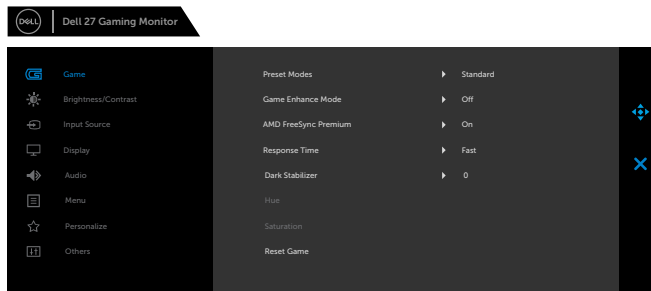 DELL Dell 27 Gaming Monitor
Game
Brightness/Contrast
Input Source
Display
Audio
Menu
Personalize
Others
Preset Modes Standard
Game Enhance Mode Off
AMD FreeSync Premium On
Response Time Fast
Dark Stabilizer 0
Hue
Saturation
Reset Game